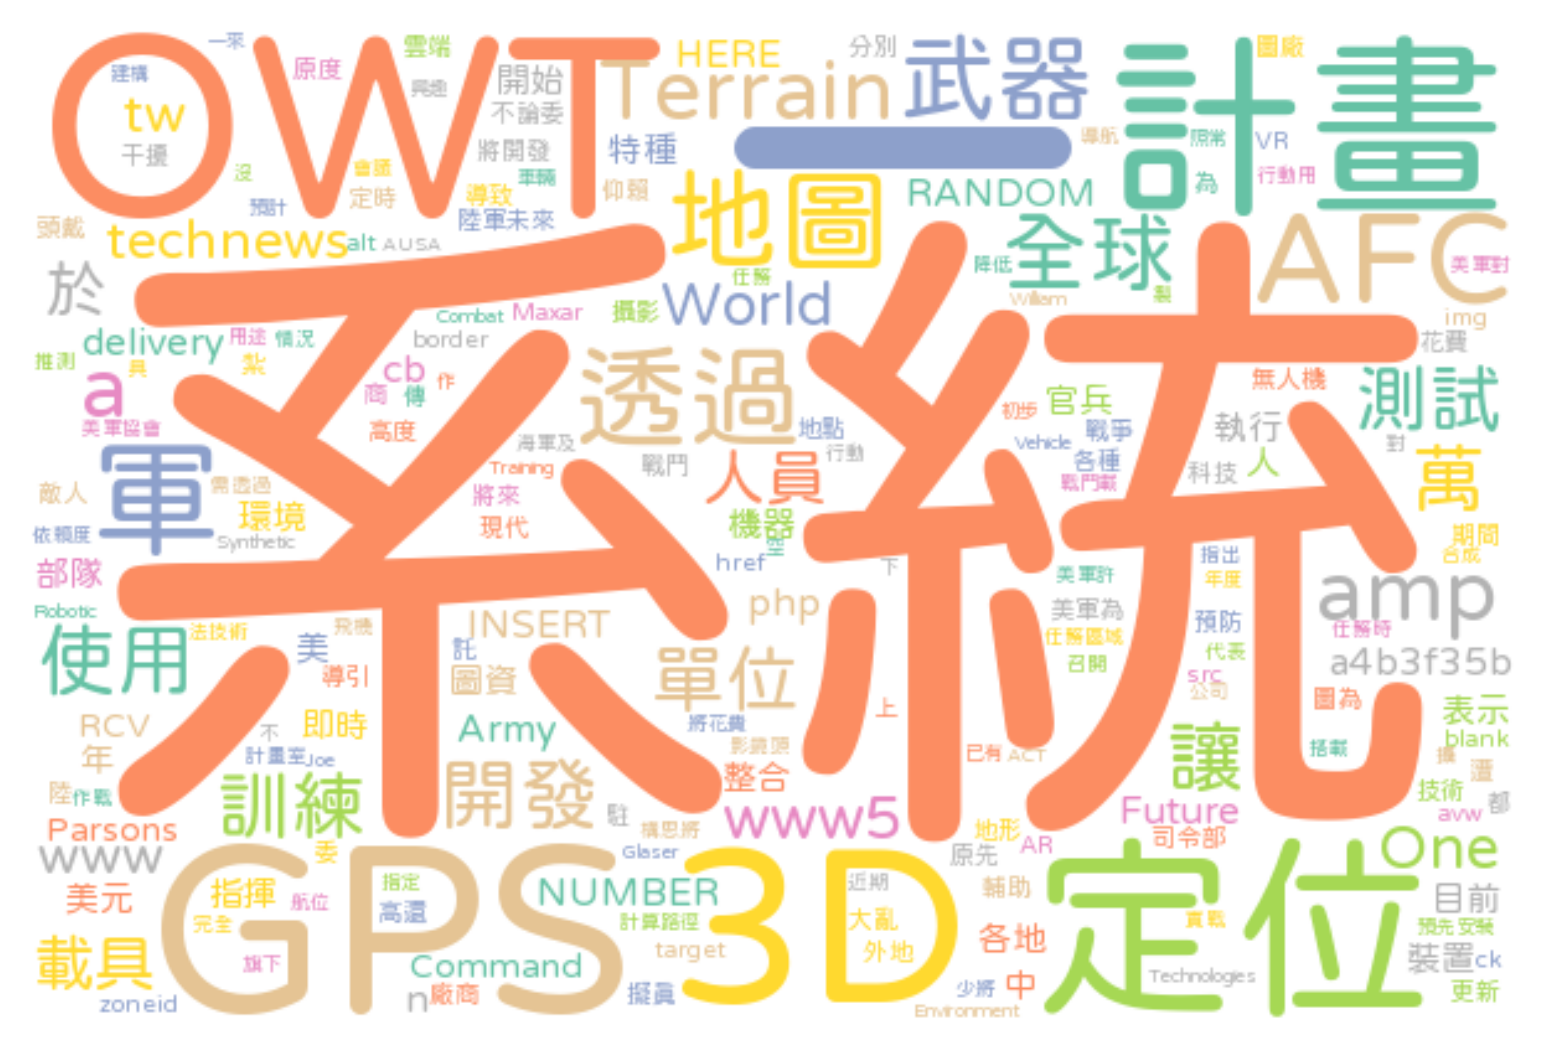 OWT
一來
雲端
HERE
分別
武器
計畫
圖廠
建構
原度
興趣
開始
Terrain
tw
不論委
一
導航
照常
VR
干擾
將開發
特種
沒
會議
車輛
地圖
RANDOM
為
行動用
預計
定時
導致
仰賴
頭戴
陸軍未來
全球
AFC
technews
alt
AUSA
任務
降低
美軍對
於
系統
World
William
Combat
Maxar
攝影
img
delivery
用途
情況
border
花費
推測
具
紮
cb
作
透過
無人機
測試
a
商
傳
初步
官兵
美軍協會
高度
海軍及
地點
Vehicle
戰爭
執行
對
軍
Training
戰鬥
行動
各種
科技
人
萬
敵人
需透過
將來
人員
戰鬥載
依賴度
環境
現代
機器
期間
Synthetic
href
下
指出
合成
部隊
美軍許
年度
amp
Robotic
php
美軍為
預防
使用
法技術
飛機
INSERT
任務區域
任務時
美
託
單位
召開
代表
a4b3f35b
導引
圖資
src
公司
圖為
RCV
不
即時
Army
將花費
上
表示
年
計畫室
Joe
影鏡頭
已有
ACT
讓
搭載
blank
陸
作戰
訓練
開發
整合
技術
遭
Parsons
駐
構思將
www5
地形
Future
avw
都
www
委
Glaser
原先
AR
司令部
One
美元
指揮
航位
GPS
指定
高還
NUMBER
3D
近期
輔助
定位
目前
完全
計算路徑
大亂
實戰
預先安裝
載具
旗下
target
外地
各地
裝置
ck
Command
Technologies
zoneid
n
廠商
擬真
少將
中
更新
Environment